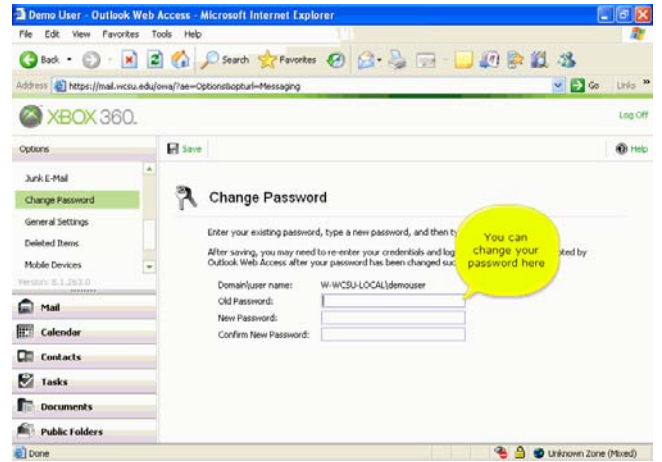 Demo User - Outlook Web Access - Microsoft Internet Explorer
File Edit View Favorites Tools Help
Back Search Favorites
Address https://mail.wcsu.edu/owa/?ae=Options&opturl=Messaging Go Links »
XBOX 360. Log Off
Options Save Help
Junk E-Mail
Change Password
General Settings
Deleted Items
Mobile Devices
Version: 8.1.263.0
Mail
Calendar
Contacts
Tasks
Documents
Public Folders
Change Password
Enter your existing password, type a new password, and then
After saving, you may need to re-enter your credentials and log by
Outlook Web Access after your password has been changed
You can
change your
password here
Domain\user name: W-WCSU-LOCAL\demouser
Old Password:
New Password:
Confirm New Password:
Done Unknown Zone (Mixed)